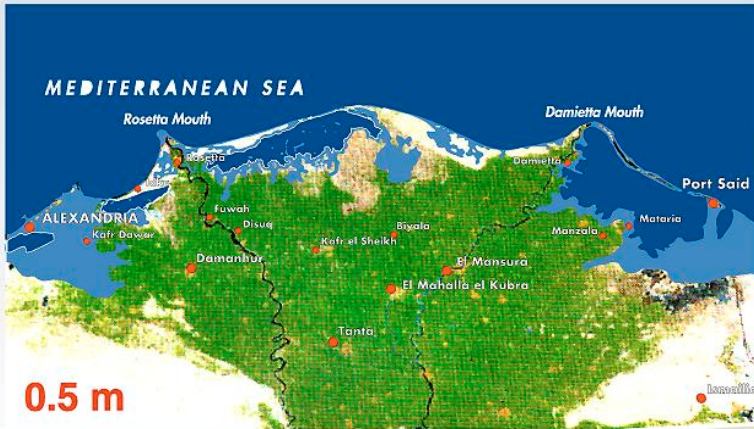 MEDITERRANEAN SEA
Rosetta Mouth
Damietta Mouth
Rosetta
Damietta
Port Said
ALEXANDRIA
Fuwah
Disuq
Kafr Dawar
Kafr el Sheikh
Biyala
Manzala
Mataria
Damanhur
El Mansura
El Mahalla el Kubra
Tanta
0.5 m